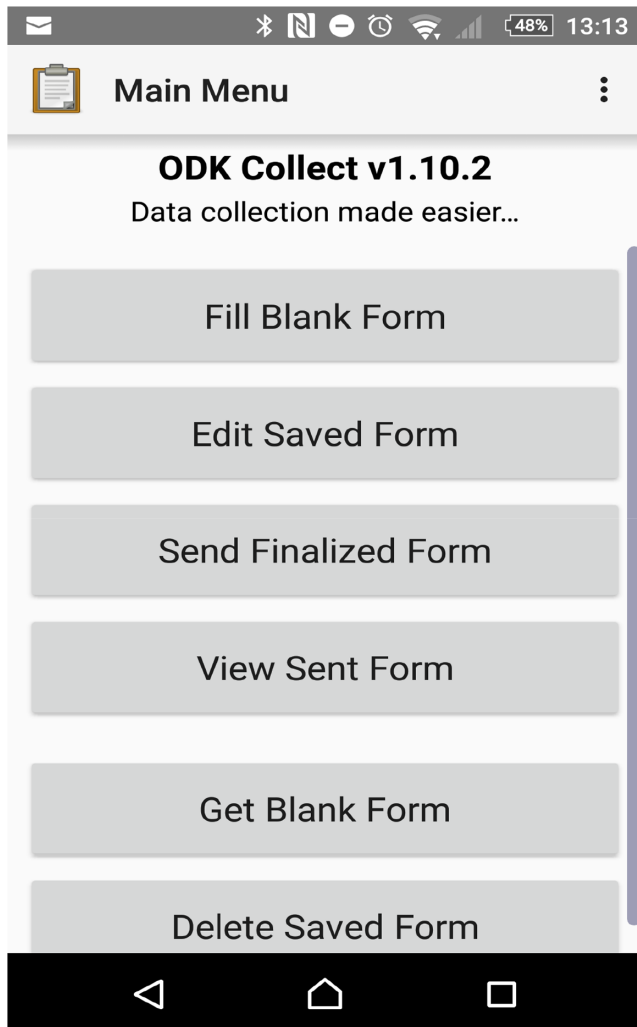 48% 13:13
Main Menu
ODK Collect v1.10.2
Data collection made easier...
Fill Blank Form
Edit Saved Form
Send Finalized Form
View Sent Form
Get Blank Form
Delete Saved Form